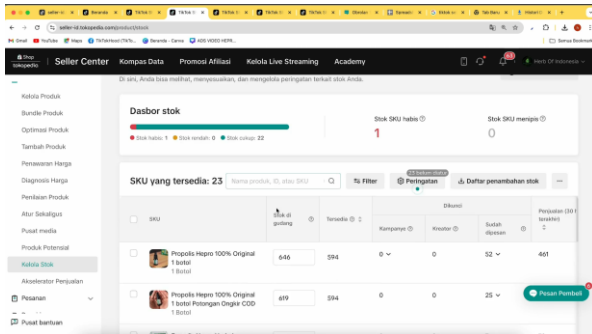 seller-id.tokopedia.com/product/stock
Gmail YouTube Maps
Beranda - Canva
Semua Bookmark
Shop
tokopedia
Seller Center
Kompas Data
Promosi Afiliasi
Kelola Live Streaming
Academy
Herb Of Indonesia
Di sini, Anda bisa melihat, menyesuaikan, dan mengelola peringatan terkait stok Anda.
Kelola Produk
Bundle Produk
Optimasi Produk
Tambah Produk
Penawaran Harga
Diagnosis Harga
Penilaian Produk
Atur Sekaligus
Pusat media
Produk Potensial
Kelola Stok
Akselerator Penjualan
Pesanan
Pusat bantuan
Dasbor stok
Stok SKU habis: 1 Stok rendah: 0 Stok cukup: 22
Stok SKU habis
1
Stok SKU menipis
0
SKU yang tersedia: 23
Nama produk, ID, atau SKU
Filter
Peringatan
Daftar penambahan stok
SKU
Stok di gudang
Tersedia
Dikunci
Kampanye
Kreator
Sudah dipesan
Penjualan (30
terakhir)
Propolis Hepro 100% Original
1 botol
1 Botol
646
594
0
0
52
461
Propolis Hepro 100% Original
1 botol Potongan Ongkir COD
1 Botol
619
594
0
0
25
Pesan Pembeli